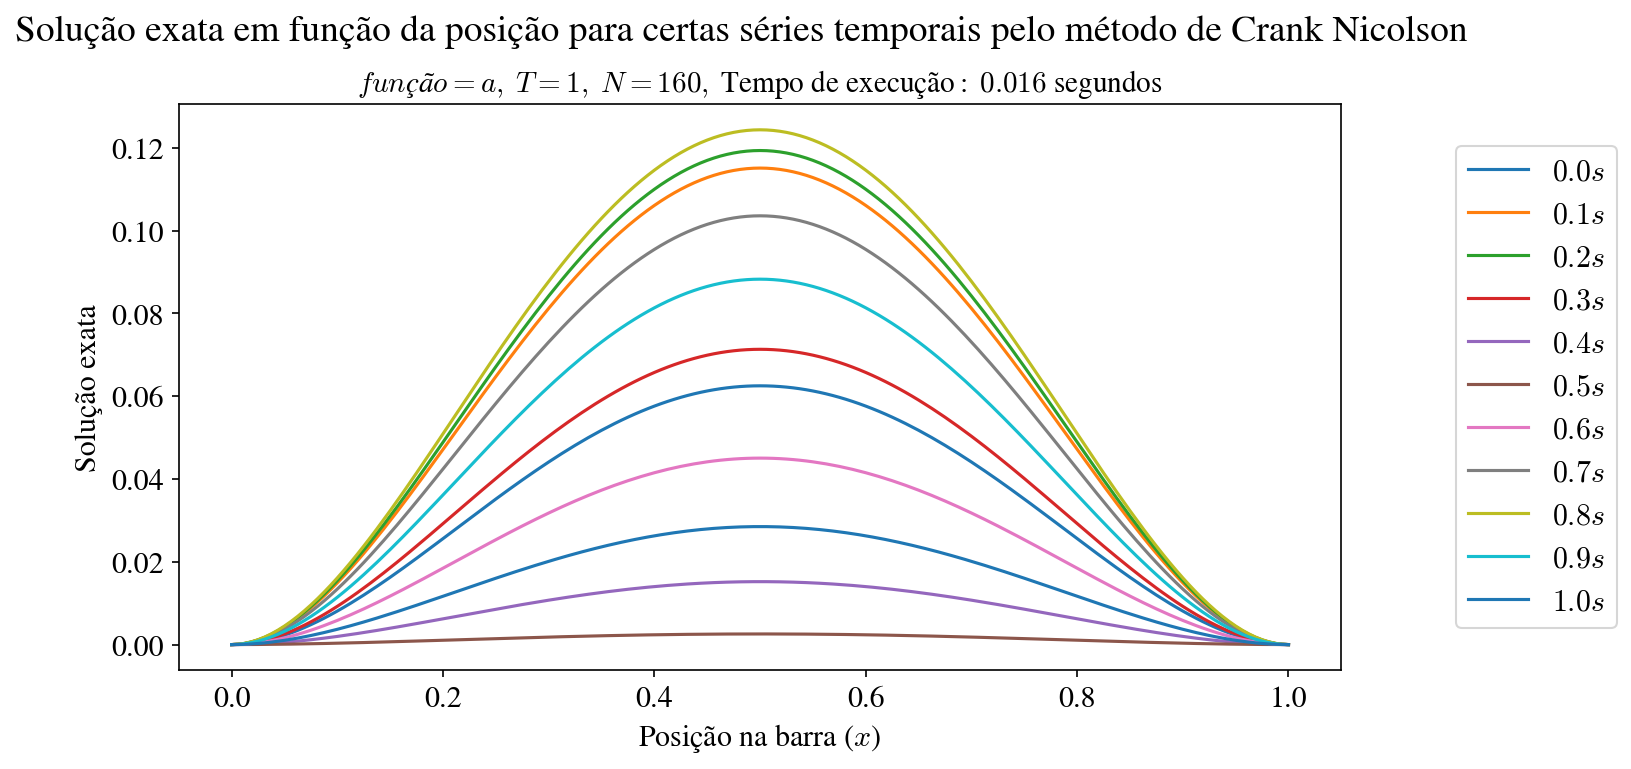 Solução exata em função da posição para certas séries temporais pelo método de Crank Nicolson
função = a, T = 1, N = 160, Tempo de execução : 0.016 segundos
0.12
0.10
0.08
0.06
0.04
0.02
0.00
Solução exata
0.0 0.2 0.4 0.6 0.8 1.0
Posição na barra (x)
0.0s
0.1s
0.2s
0.3s
0.4s
0.5s
0.6s
0.7s
0.8s
0.9s
1.0s